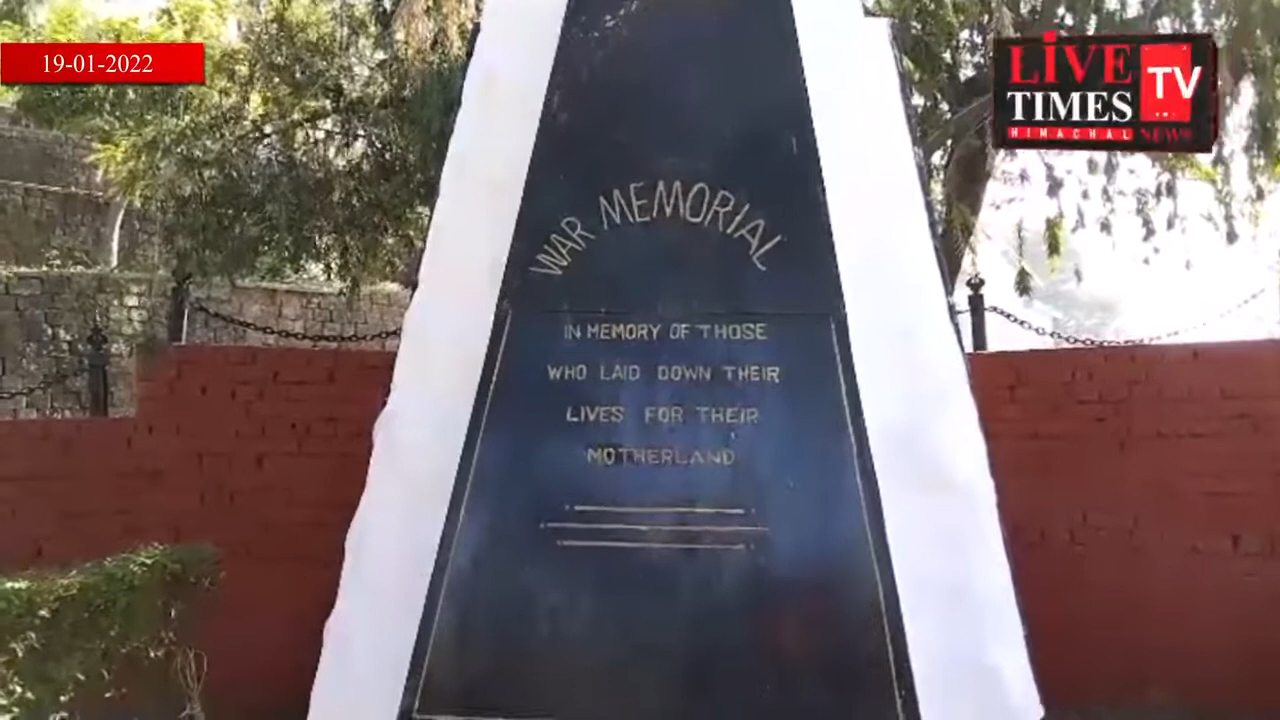 19-01-2022
LiVE
TIMES
TV
HIMACHAL NEWS
WAR MEMORIAL
IN MEMORY OF THOSE
WHO LAID DOWN THEIR
LIVES FOR THEIR
MOTHERLAND